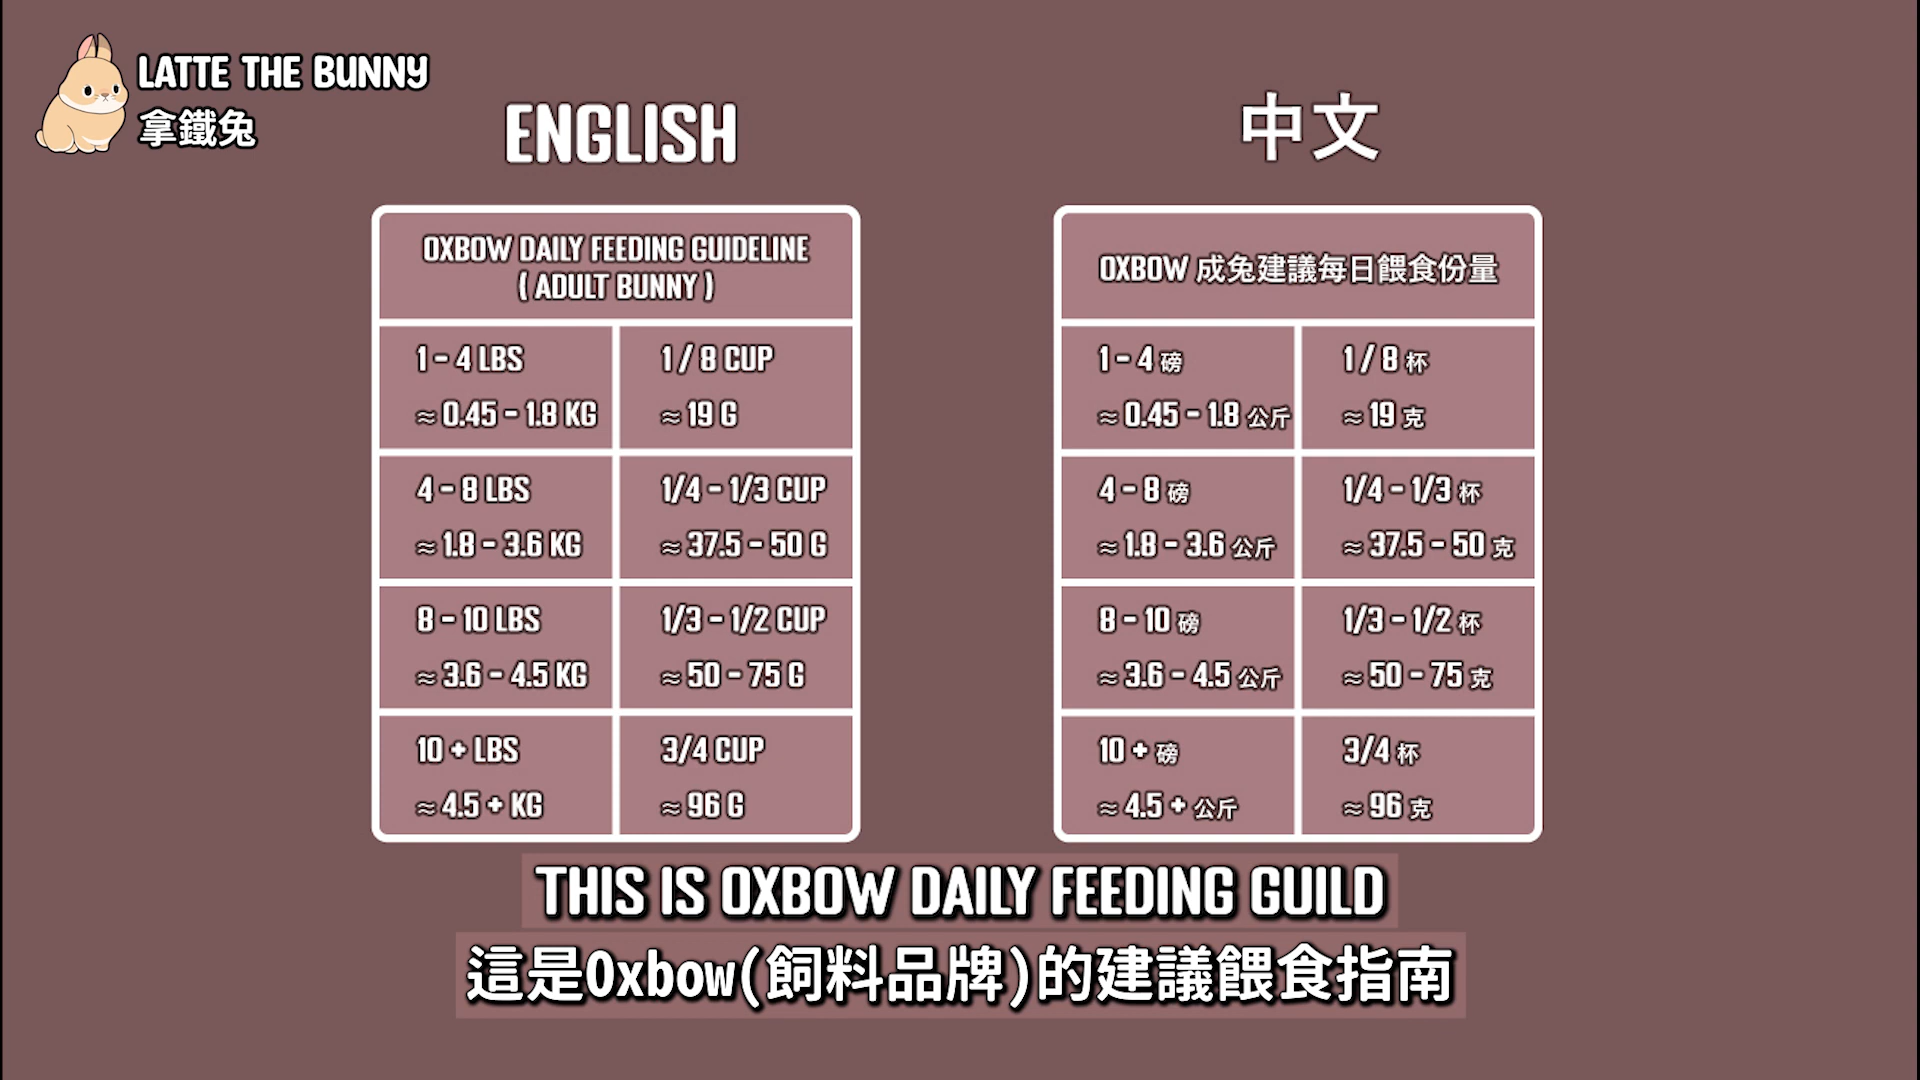 LATTE THE BUNNY
拿鐵兔
ENGLISH
OXBOW DAILY FEEDING GUIDELINE
( ADULT BUNNY )
1 - 4 LBS
≈ 0.45 - 1.8 KG
1 / 8 CUP
≈ 19 G
4 - 8 LBS
≈ 1.8 - 3.6 KG
1/4 - 1/3 CUP
≈ 37.5 - 50 G
8 - 10 LBS
≈ 3.6 - 4.5 KG
1/3 - 1/2 CUP
≈ 50 - 75 G
10 + LBS
≈ 4.5 + KG
3/4 CUP
≈ 96 G
中文
OXBOW 成兔建議每日餵食份量
1 - 4 磅
≈ 0.45 - 1.8 公斤
1 / 8 杯
≈ 19 克
4 - 8 磅
≈ 1.8 - 3.6 公斤
1/4 - 1/3 杯
≈ 37.5 - 50 克
8 - 10 磅
≈ 3.6 - 4.5 公斤
1/3 - 1/2 杯
≈ 50 - 75 克
10 + 磅
≈ 4.5 + 公斤
3/4 杯
≈ 96 克
THIS IS OXBOW DAILY FEEDING GUILD
這是Oxbow(飼料品牌)的建議餵食指南